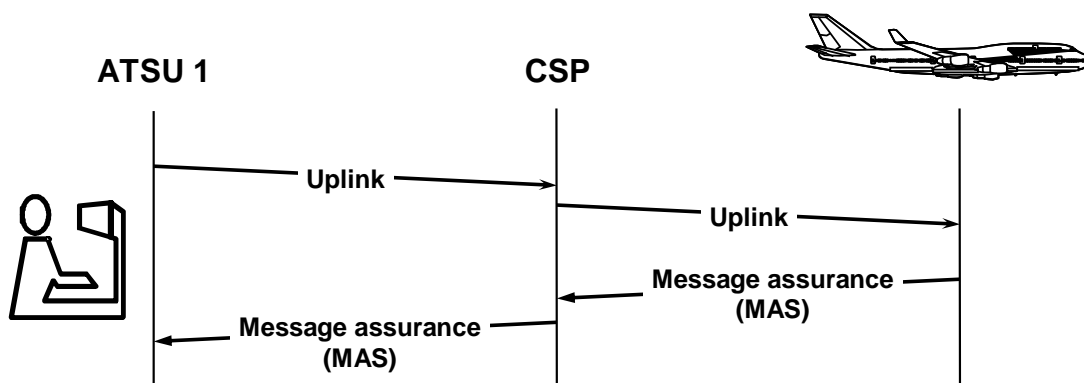 ATSU 1
CSP
Uplink
Uplink
Message assurance
(MAS)
Message assurance
(MAS)